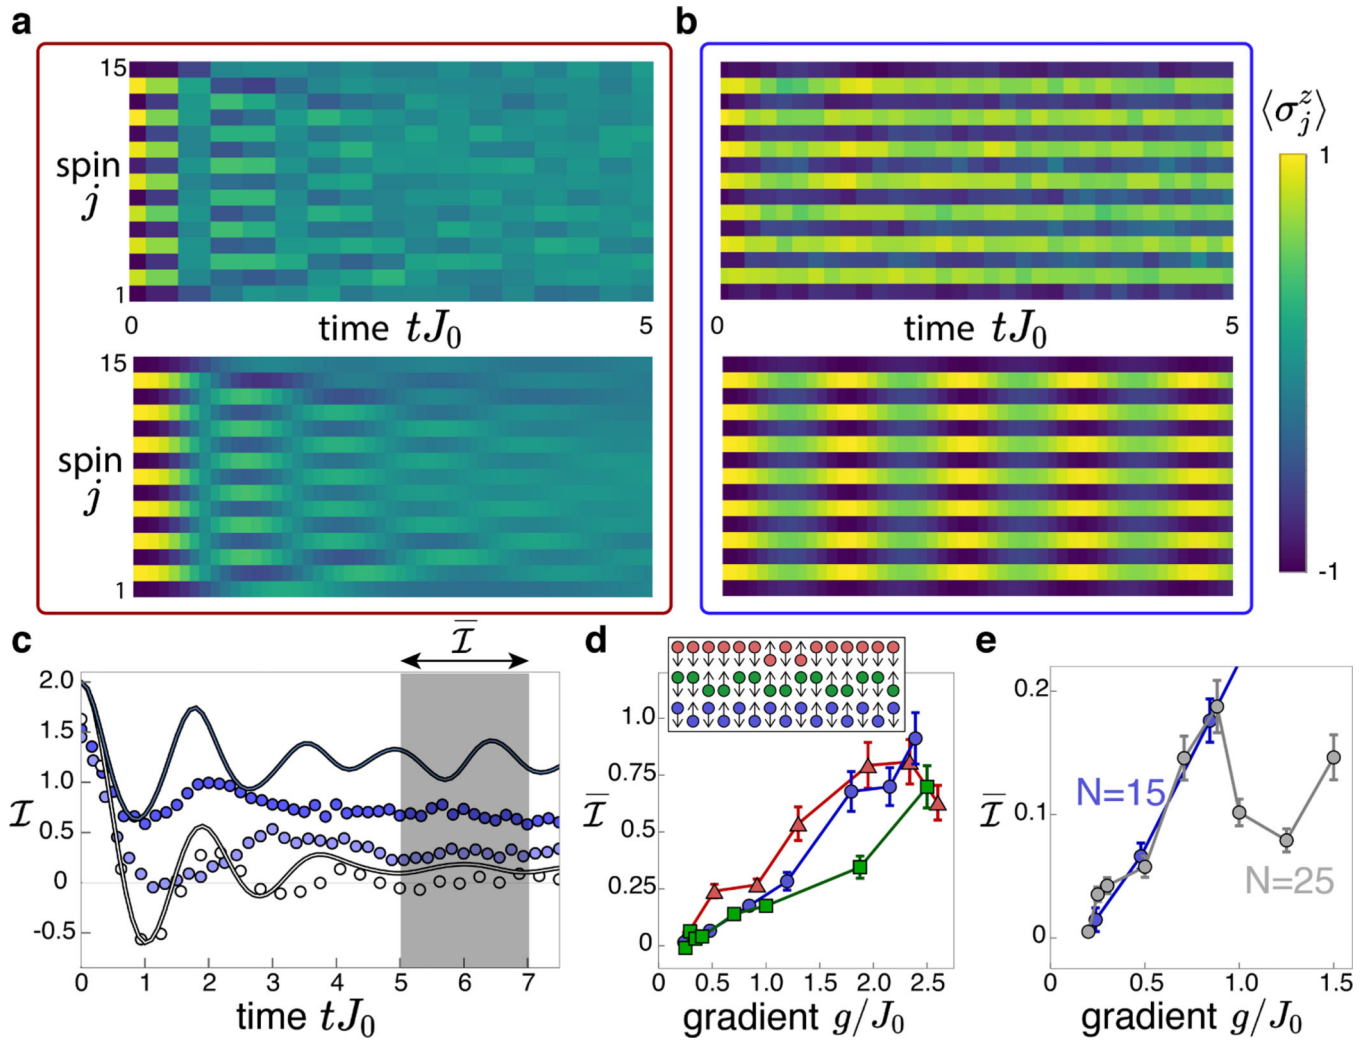 a
b
15
spin
j
1
0
time tJ₀
5
0
time tJ₀
5
⟨σⱼᶻ⟩
1
-1
15
spin
j
1
c
Ī
2.0
1.5
1.0
I
0.5
0
-0.5
0 1 2 3 4 5 6 7
time tJ₀
d
Ī
1.0
0.75
0.5
0.25
0
0 0.5 1.0 1.5 2.0 2.5
gradient g/J₀
e
Ī
0.2
0.1
0
N=15
N=25
0 0.5 1.0 1.5
gradient g/J₀